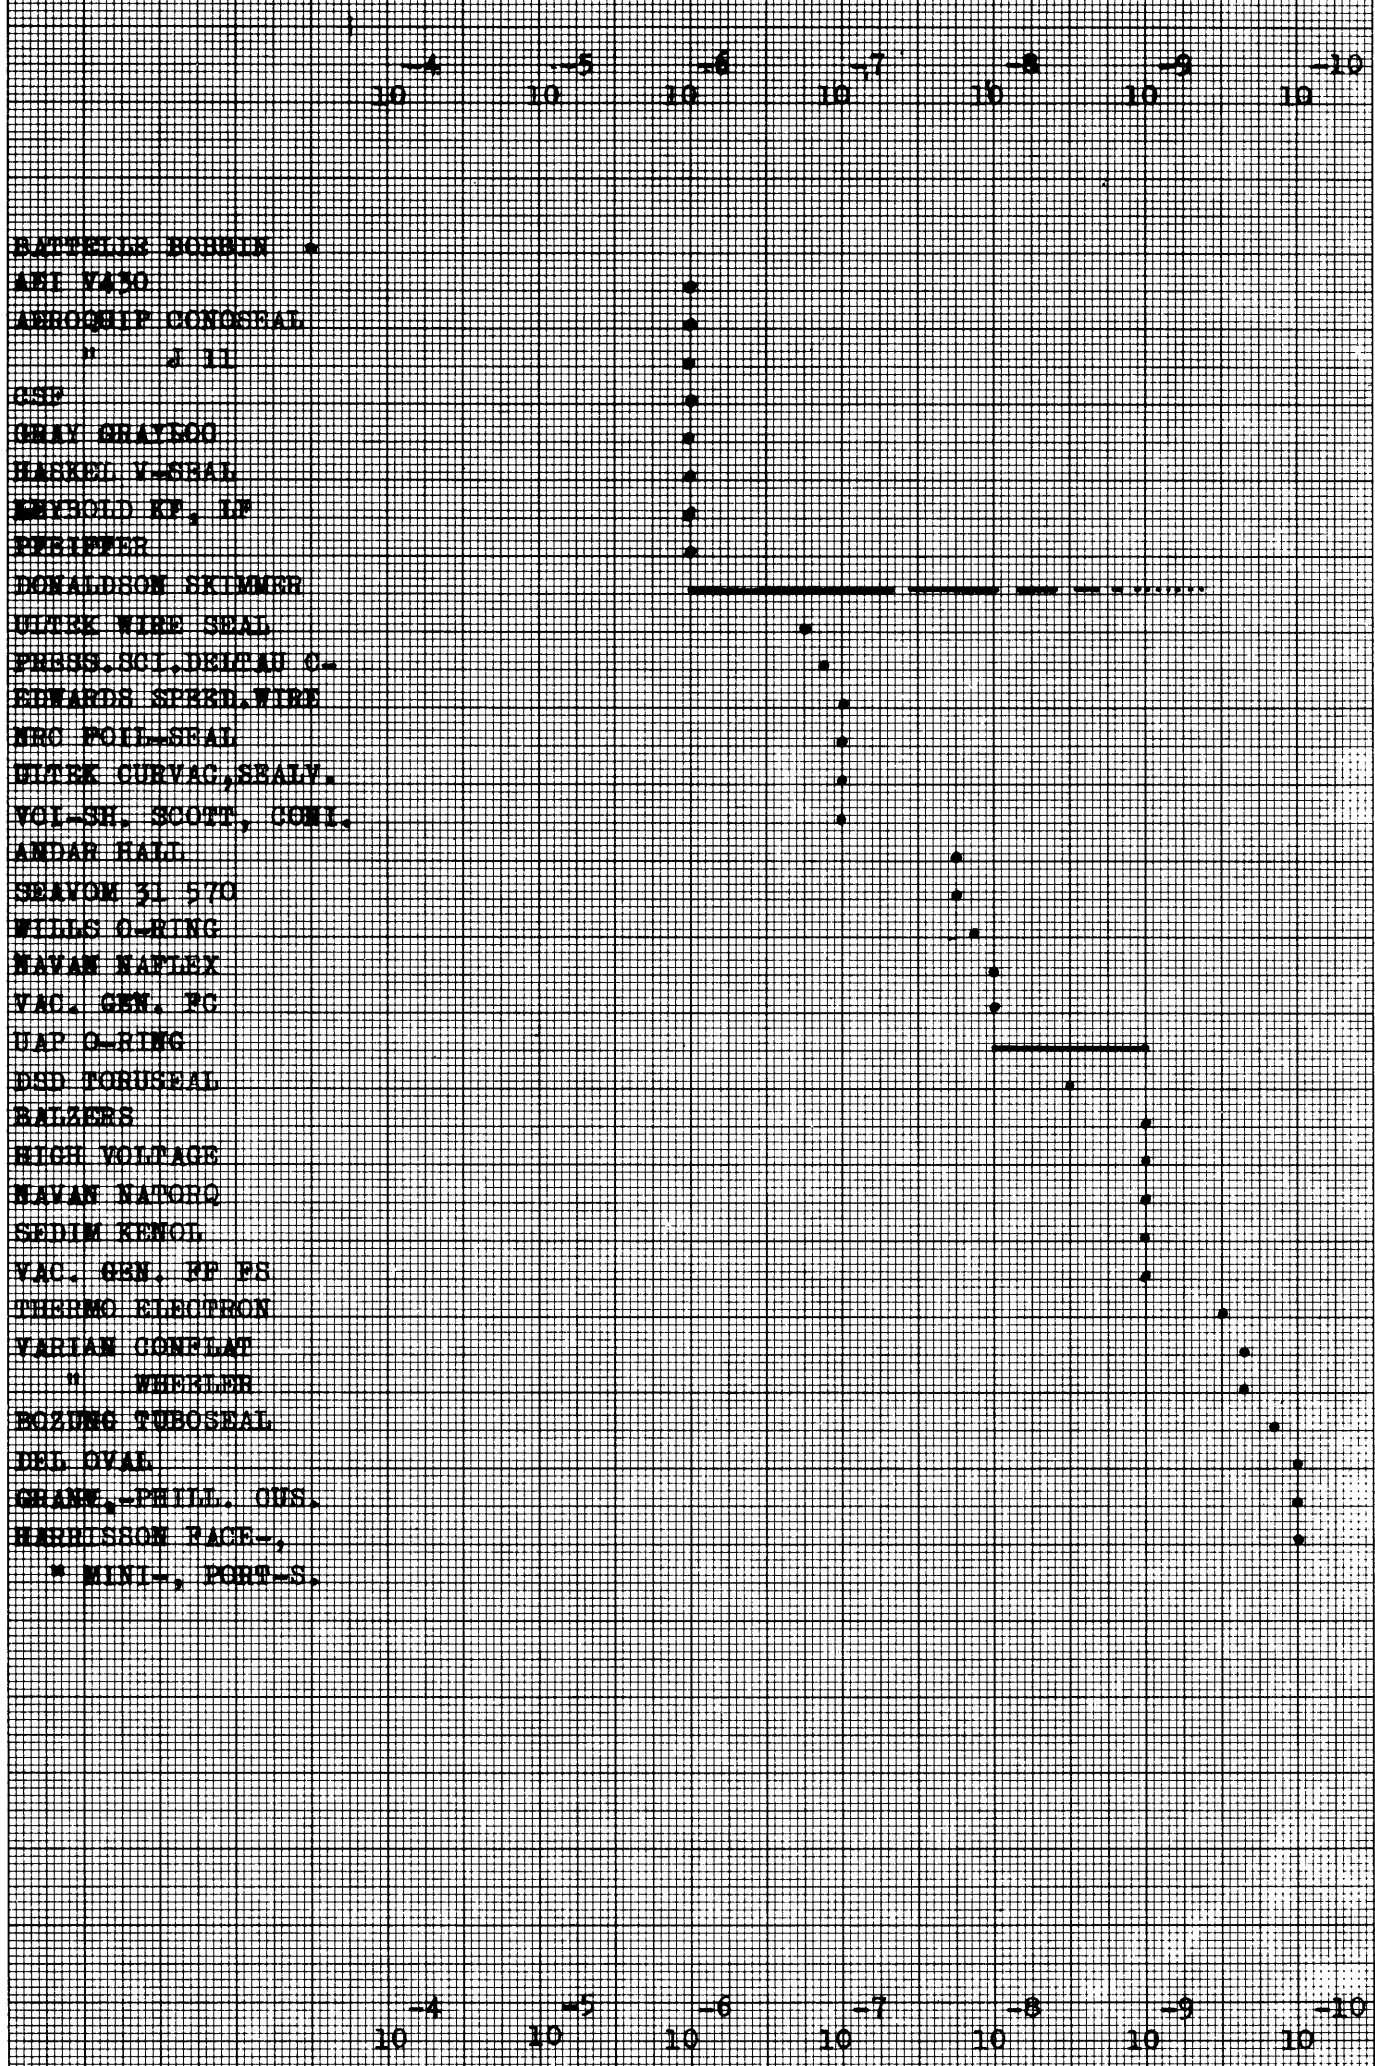 -4 -5 -6 -7 -8 -9 -10
10 10 10 10 10 10 10
BATTELLE BOBBIN
AEI V430
AEROQUIP CONOSEAL
" J 11
CSF
GRAY GRAYLOC
HASKEL V-SEAL
LEYBOLD KF, LF
PFEIFFER
DONALDSON SKIMMER
ULTEK WIRE SEAL
PRESS.SCI.DELTAU C-
EDWARDS SPEED.WIRE
NRC FOIL-SEAL
ULTEK CURVAC,SEALV.
VOI-SH. SCOTT, CONI.
ANDAR HALL
SEAVOM 31 570
WILLS O-RING
NAVAN NAFLEX
VAC. GEN. FC
UAP O-RING
DSD TORUSEAL
BALZERS
HIGH VOLTAGE
NAVAN NATORQ
SEDIM KENOL
VAC. GEN. FF FS
THERMO ELECTRON
VARIAN CONFLAT
" WHEELER
BOZUNG TUBOSEAL
DEL OVAL
GRANV.-PHILL. CUS.
HARRISSON FACE-,
" MINI-, PORT-S.
-4 -5 -6 -7 -8 -9 -10
10 10 10 10 10 10 10